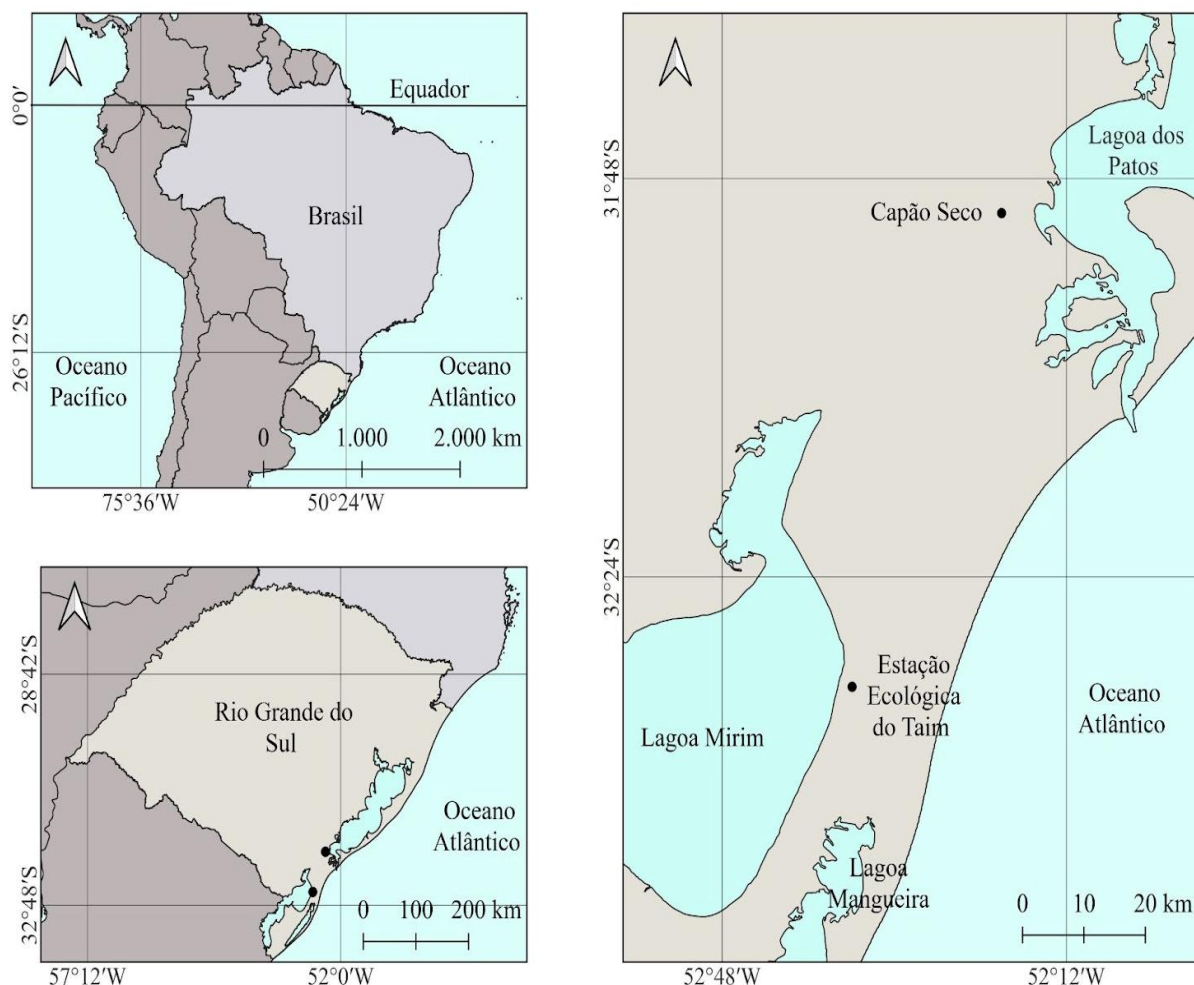 Equador
0°0′
Brasil
26°12′S
Oceano
Pacífico
Oceano
Atlântico
0 1.000 2.000 km
75°36′W 50°24′W
28°42′S
Rio Grande do
Sul
Oceano
Atlântico
32°48′S
0 100 200 km
57°12′W 52°0′W
Lagoa dos
Patos
31°48′S
Capão Seco
32°24′S
Estação
Ecológica
do Taim
Lagoa Mirim
Oceano
Atlântico
Lagoa
Mangueira
0 10 20 km
52°48′W 52°12′W